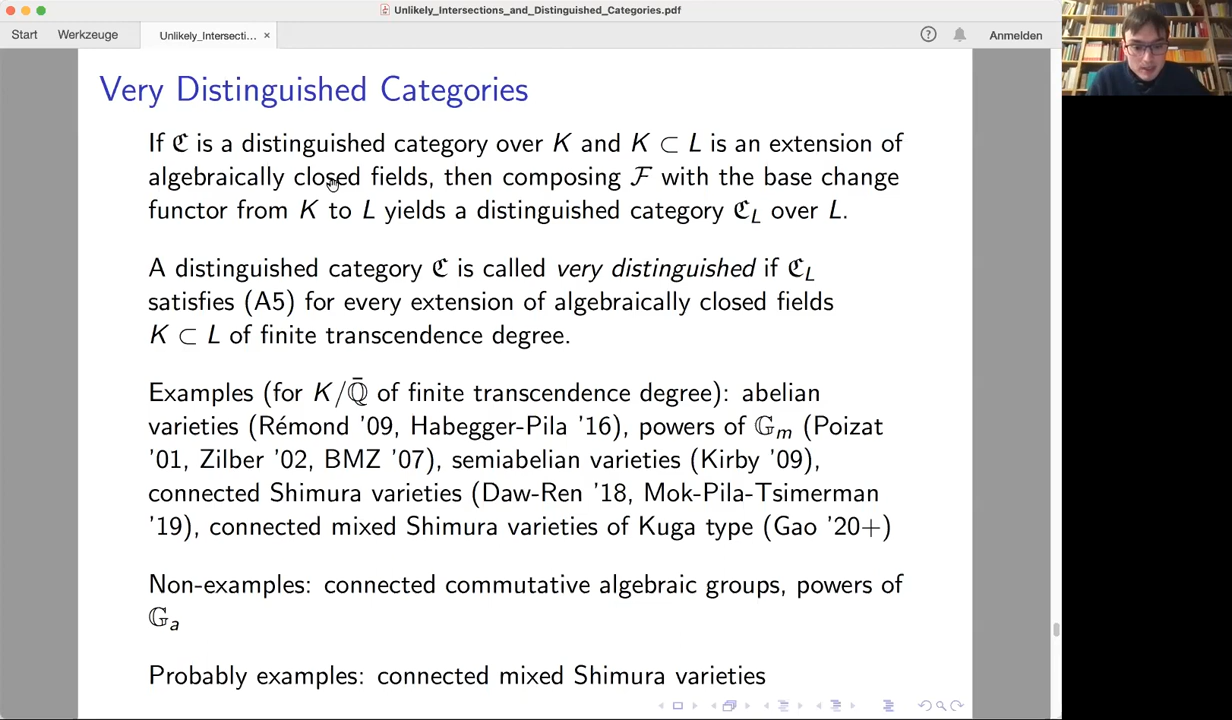 Unlikely_Intersections_and_Distinguished_Categories.pdf
Start Werkzeuge Unlikely_Intersecti... × Anmelden
Very Distinguished Categories
If ℭ is a distinguished category over K and K ⊂ L is an extension of
algebraically closed fields, then composing ℱ with the base change
functor from K to L yields a distinguished category ℭ_L over L.
A distinguished category ℭ is called very distinguished if ℭ_L
satisfies (A5) for every extension of algebraically closed fields
K ⊂ L of finite transcendence degree.
Examples (for K/ℚ̄ of finite transcendence degree): abelian
varieties (Rémond '09, Habegger-Pila '16), powers of 𝔾_m (Poizat
'01, Zilber '02, BMZ '07), semiabelian varieties (Kirby '09),
connected Shimura varieties (Daw-Ren '18, Mok-Pila-Tsimerman
'19), connected mixed Shimura varieties of Kuga type (Gao '20+)
Non-examples: connected commutative algebraic groups, powers of
𝔾_a
Probably examples: connected mixed Shimura varieties